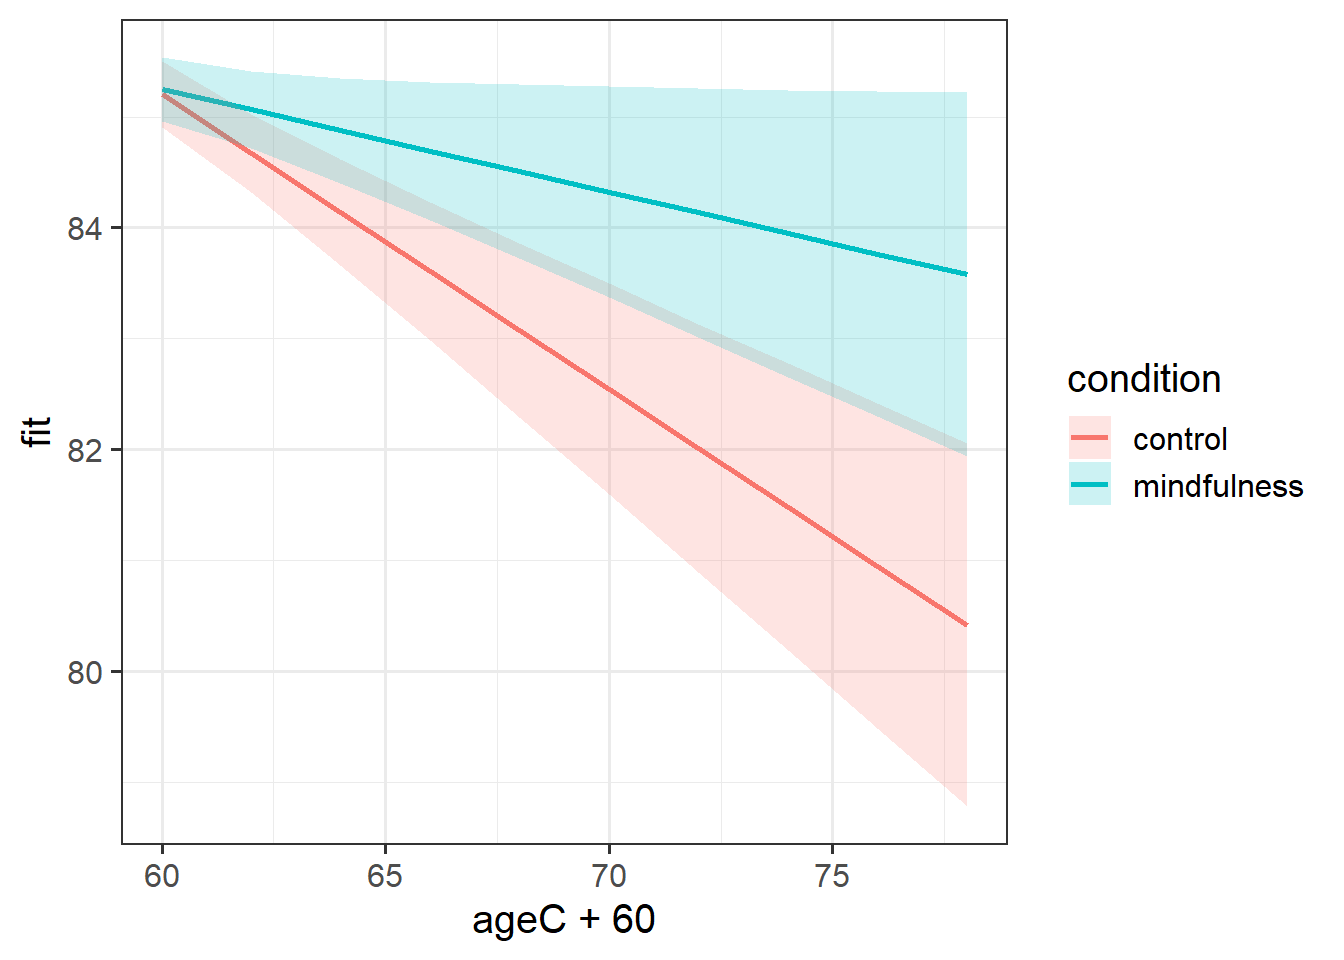 fit
84
82
80
60 65 70 75
ageC + 60
condition
control
mindfulness